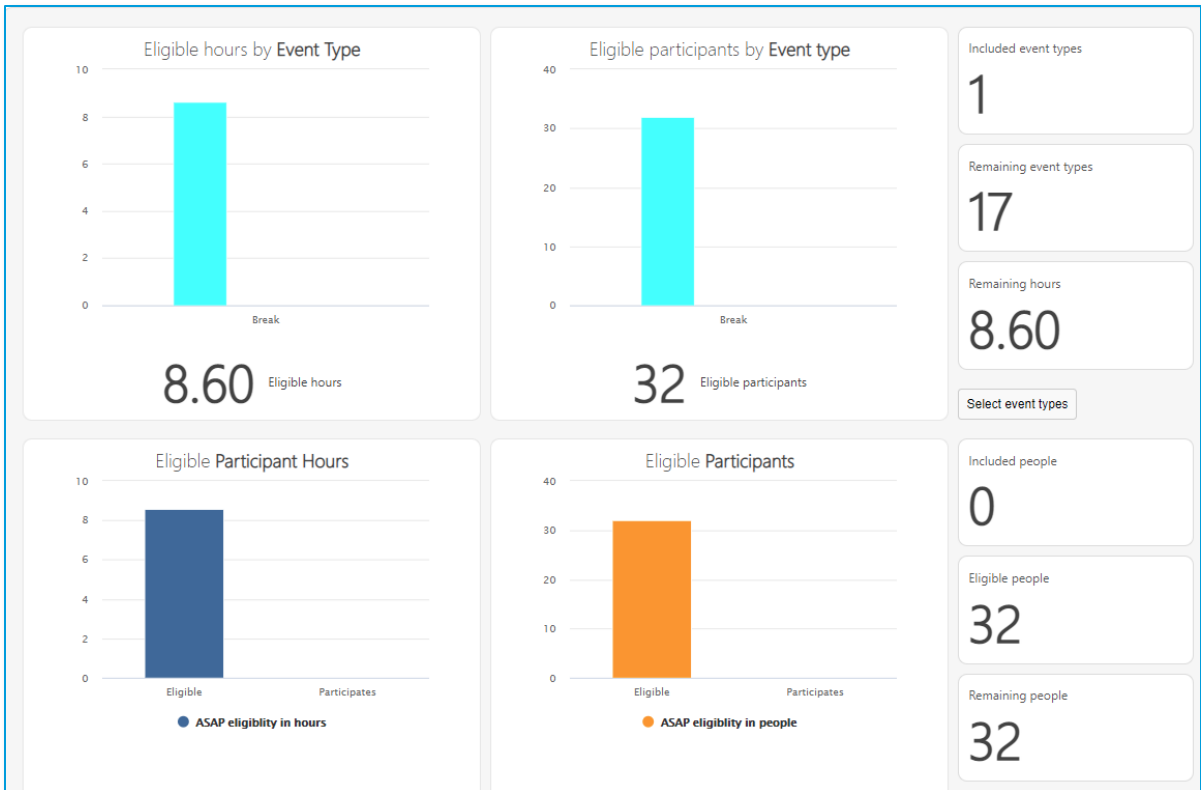 Eligible hours by Event Type
10
8
6
4
2
0
Break
8.60 Eligible hours
Eligible participants by Event type
40
30
20
10
0
Break
32 Eligible participants
Included event types
1
Remaining event types
17
Remaining hours
8.60
Select event types
Eligible Participant Hours
10
8
6
4
2
0
Eligible Participates
ASAP eligiblity in hours
Eligible Participants
40
30
20
10
0
Eligible Participates
ASAP eligiblity in people
Included people
0
Eligible people
32
Remaining people
32